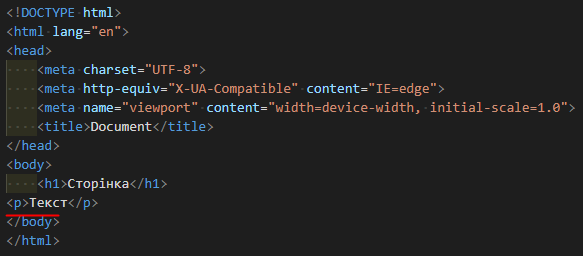 <!DOCTYPE html>
<html lang="en">
<head>
    <meta charset="UTF-8">
    <meta http-equiv="X-UA-Compatible" content="IE=edge">
    <meta name="viewport" content="width=device-width, initial-scale=1.0">
    <title>Document</title>
</head>
<body>
    <h1>Сторінка</h1>
<p>Текст</p>
</body>
</html>